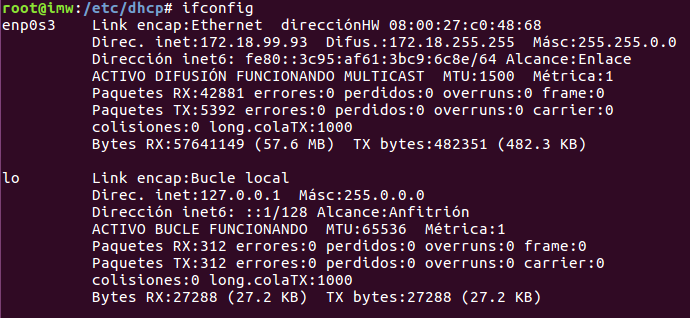 root@imw:/etc/dhcp# ifconfig
enp0s3    Link encap:Ethernet  direcciónHW 08:00:27:c0:48:68
          Direc. inet:172.18.99.93  Difus.:172.18.255.255  Másc:255.255.0.0
          Dirección inet6: fe80::3c95:af61:3bc9:6c8e/64 Alcance:Enlace
          ACTIVO DIFUSIÓN FUNCIONANDO MULTICAST  MTU:1500  Métrica:1
          Paquetes RX:42881 errores:0 perdidos:0 overruns:0 frame:0
          Paquetes TX:5392 errores:0 perdidos:0 overruns:0 carrier:0
          colisiones:0 long.colaTX:1000
          Bytes RX:57641149 (57.6 MB)  TX bytes:482351 (482.3 KB)

lo        Link encap:Bucle local
          Direc. inet:127.0.0.1  Másc:255.0.0.0
          Dirección inet6: ::1/128 Alcance:Anfitrión
          ACTIVO BUCLE FUNCIONANDO  MTU:65536  Métrica:1
          Paquetes RX:312 errores:0 perdidos:0 overruns:0 frame:0
          Paquetes TX:312 errores:0 perdidos:0 overruns:0 carrier:0
          colisiones:0 long.colaTX:1000
          Bytes RX:27288 (27.2 KB)  TX bytes:27288 (27.2 KB)